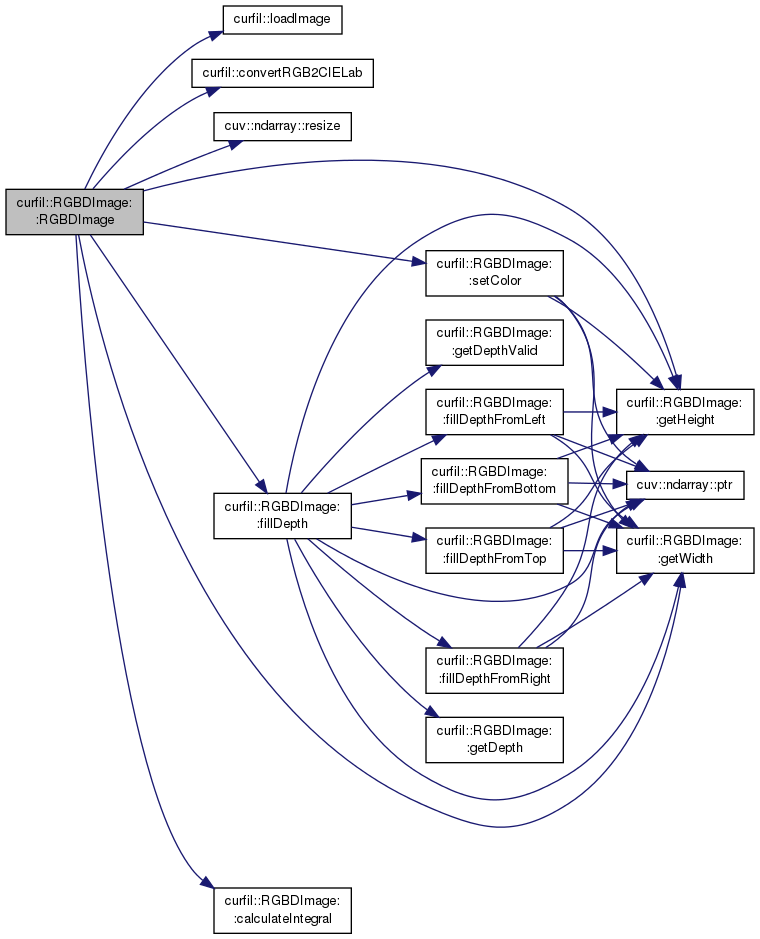 curfil::loadImage
curfil::convertRGB2CIELab
cuv::ndarray::resize
curfil::RGBDImage:
:RGBDImage
curfil::RGBDImage:
:setColor
curfil::RGBDImage:
:getDepthValid
curfil::RGBDImage:
:fillDepthFromLeft
curfil::RGBDImage:
:getHeight
curfil::RGBDImage:
:fillDepthFromBottom
cuv::ndarray::ptr
curfil::RGBDImage:
:fillDepth
curfil::RGBDImage:
:fillDepthFromTop
curfil::RGBDImage:
:getWidth
curfil::RGBDImage:
:fillDepthFromRight
curfil::RGBDImage:
:getDepth
curfil::RGBDImage:
:calculateIntegral